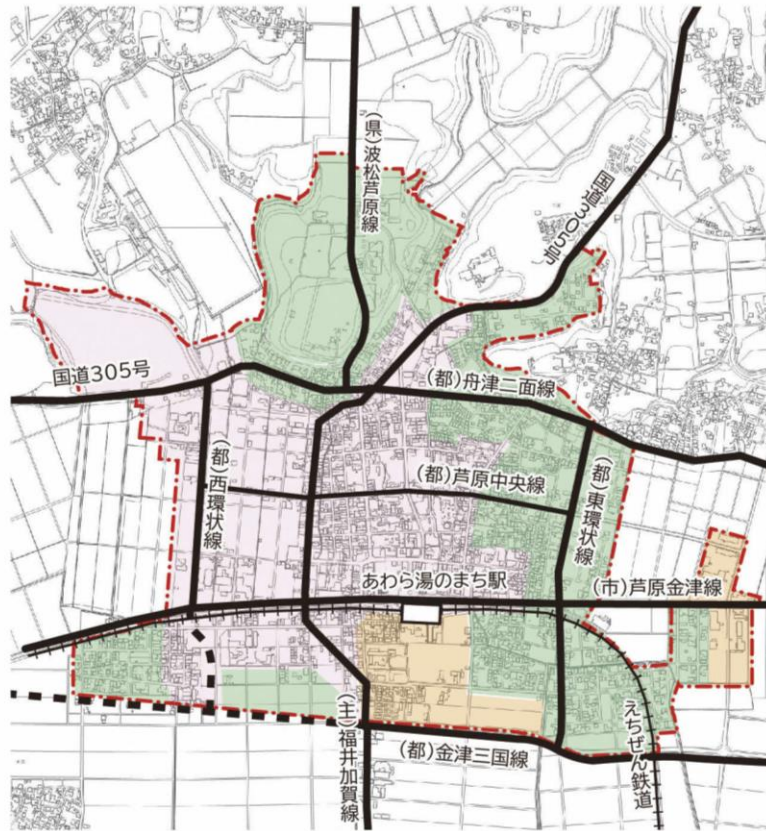 (県)波松芦原線
国道305号
国道305号
(都)舟津二面線
(都)西環状線
(都)芦原中央線
(都)東環状線
あわら湯のまち駅
(市)芦原金津線
(主)福井加賀線
(都)金津三国線
えちぜん鉄道